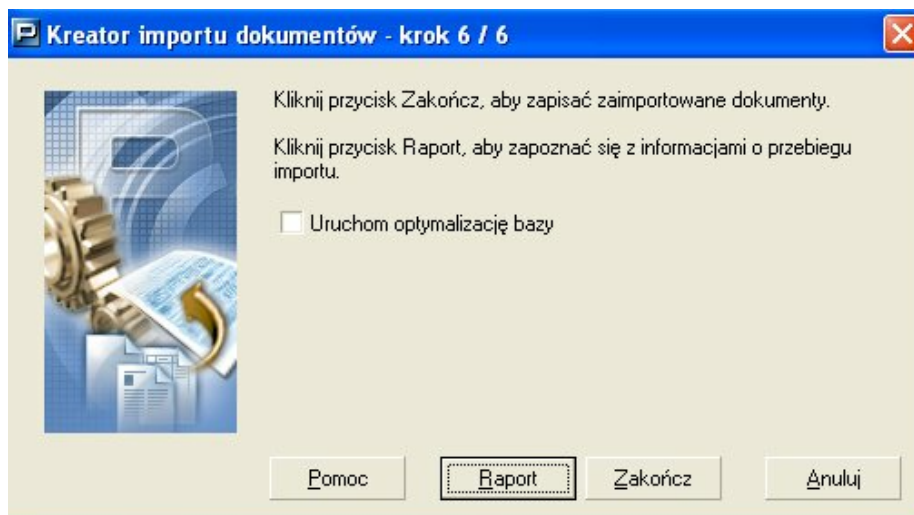 Kreator importu dokumentów - krok 6 / 6
Kliknij przycisk Zakończ, aby zapisać zaimportowane dokumenty.
Kliknij przycisk Raport, aby zapoznać się z informacjami o przebiegu
importu.
Uruchom optymalizację bazy
Pomoc
Raport
Zakończ
Anuluj